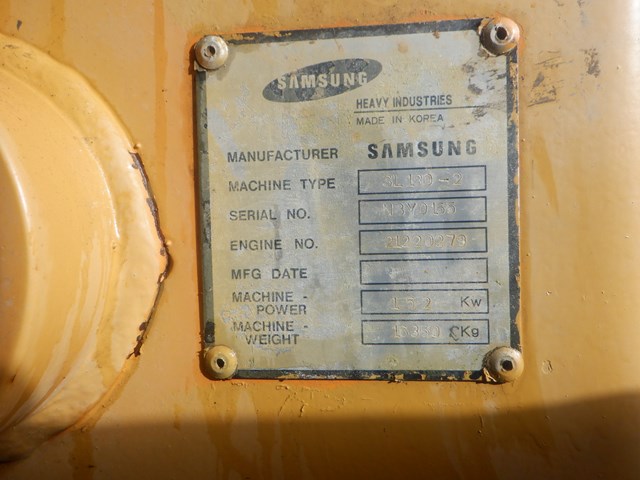 SAMSUNG
HEAVY INDUSTRIES
MADE IN KOREA
MANUFACTURER SAMSUNG
MACHINE TYPE
SERIAL NO.
ENGINE NO.
MFG DATE
MACHINE - POWER Kw
MACHINE - WEIGHT Kg